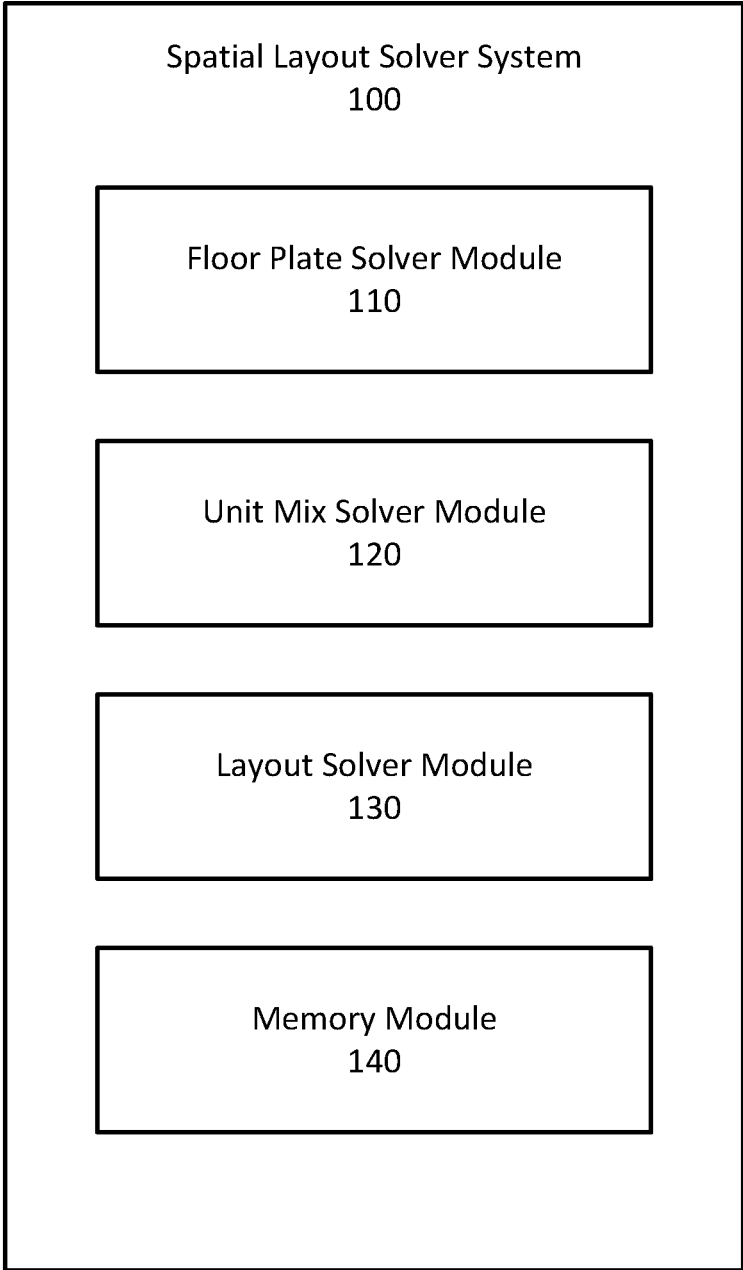 Spatial Layout Solver System
100
Floor Plate Solver Module
110
Unit Mix Solver Module
120
Layout Solver Module
130
Memory Module
140